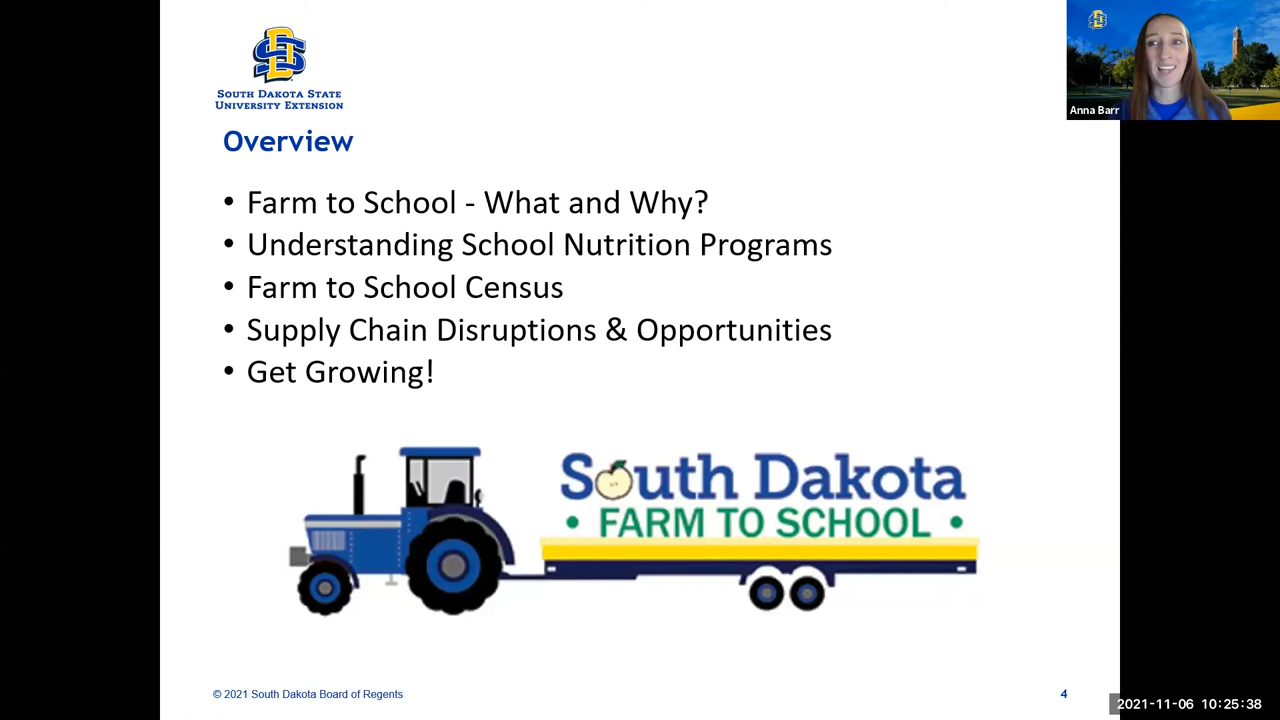 SOUTH DAKOTA STATE
UNIVERSITY EXTENSION
Anna Barr
Overview
• Farm to School - What and Why?
• Understanding School Nutrition Programs
• Farm to School Census
• Supply Chain Disruptions & Opportunities
• Get Growing!
South Dakota
• FARM TO SCHOOL •
© 2021 South Dakota Board of Regents
4
2021-11-06 10:25:38